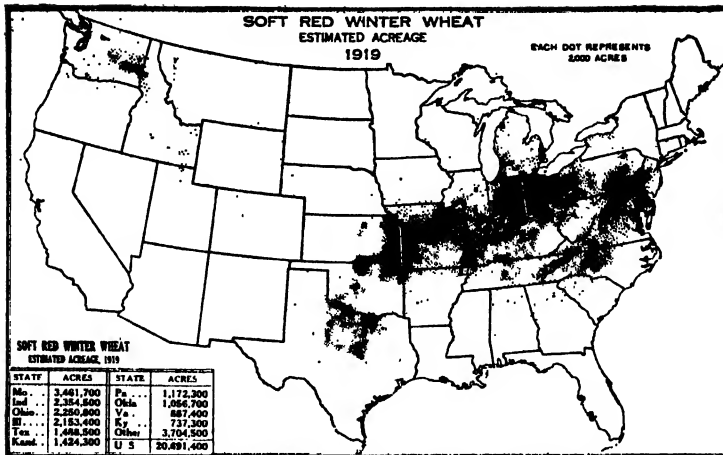 SOFT RED WINTER WHEAT
ESTIMATED ACREAGE
1919
EACH DOT REPRESENTS
2,000 ACRES
SOFT RED WINTER WHEAT
ESTIMATED ACREAGE, 1919
STATE ACRES STATE ACRES
Mo. . . 3,461,700 Pa . . . . 1,172,300
Ind . . 2,354,500 Okla . 1,056,700
Ohio. . . 2,250,800 Va . 887,400
Ill . . . 2,153,400 Ky . 737,300
Tex . . 1,488,500 Other 3,704,500
Kans. . . 1,424,300 U S 20,691,400